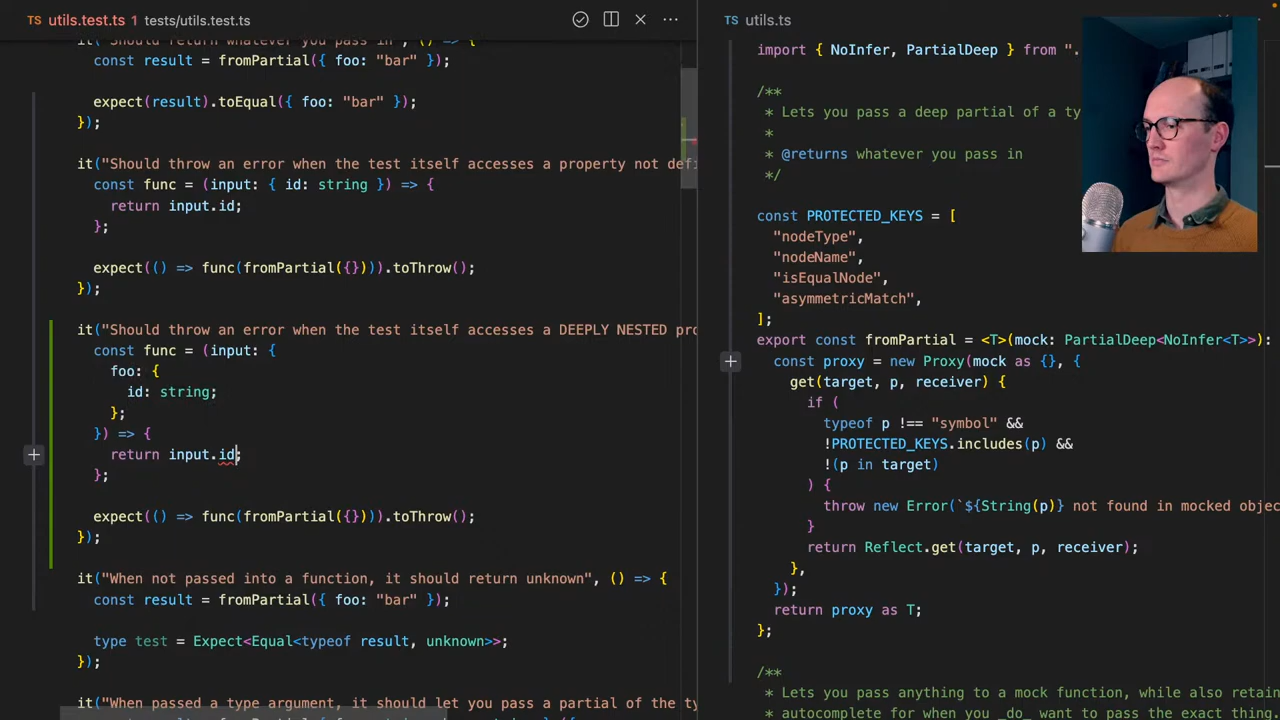 TS utils.test.ts 1 tests/utils.test.ts
it("Should return whatever you pass in", () => {
const result = fromPartial({ foo: "bar" });
expect(result).toEqual({ foo: "bar" });
});
it("Should throw an error when the test itself accesses a property not defi
const func = (input: { id: string }) => {
return input.id;
};
expect(() => func(fromPartial({}))).toThrow();
});
it("Should throw an error when the test itself accesses a DEEPLY NESTED pro
const func = (input: {
foo: {
id: string;
};
}) => {
return input.id;
};
expect(() => func(fromPartial({}))).toThrow();
});
it("When not passed into a function, it should return unknown", () => {
const result = fromPartial({ foo: "bar" });
type test = Expect<Equal<typeof result, unknown>>;
});
it("When passed a type argument, it should let you pass a partial of the ty
TS utils.ts
import { NoInfer, PartialDeep } from ".
/**
* Lets you pass a deep partial of a ty
*
* @returns whatever you pass in
*/
const PROTECTED_KEYS = [
"nodeType",
"nodeName",
"isEqualNode",
"asymmetricMatch",
];
export const fromPartial = <T>(mock: PartialDeep<NoInfer<T>>):
const proxy = new Proxy(mock as {}, {
get(target, p, receiver) {
if (
typeof p !== "symbol" &&
!PROTECTED_KEYS.includes(p) &&
!(p in target)
) {
throw new Error(`${String(p)} not found in mocked objec
}
return Reflect.get(target, p, receiver);
},
});
return proxy as T;
};
/**
* Lets you pass anything to a mock function, while also retain
* autocomplete for when you _do_ want to pass the exact thing.